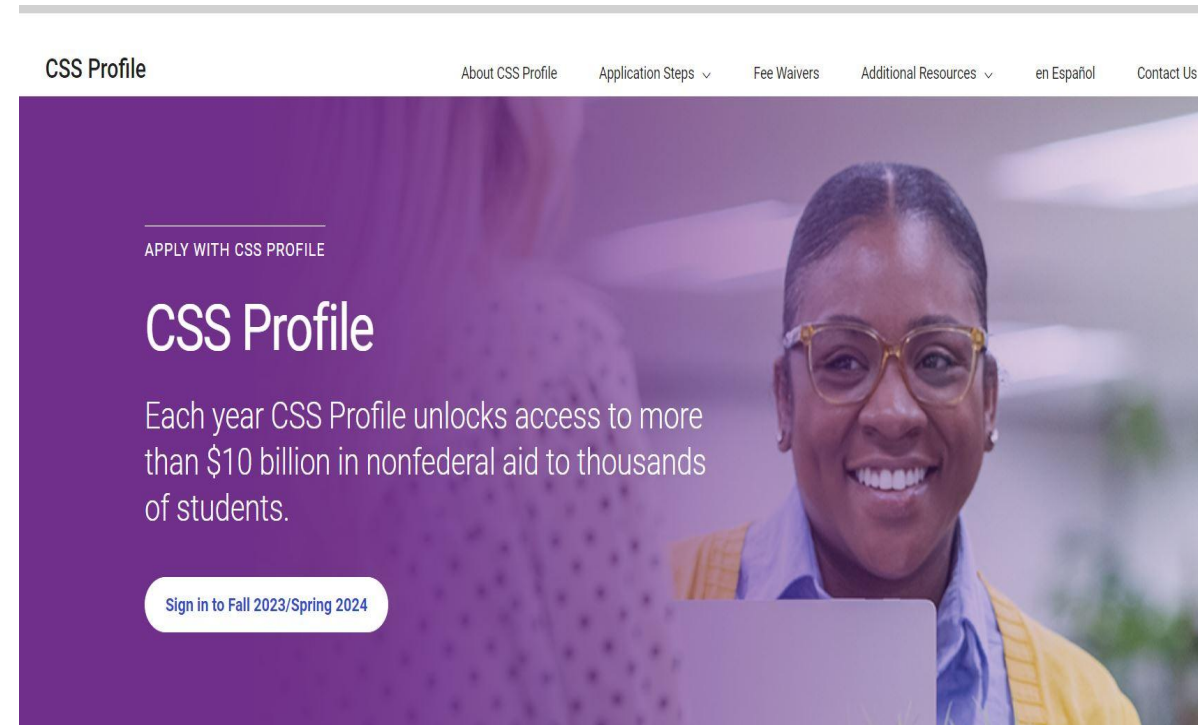 CSS Profile
About CSS Profile
Application Steps
Fee Waivers
Additional Resources
en Español
Contact Us
APPLY WITH CSS PROFILE
CSS Profile
Each year CSS Profile unlocks access to more
than $10 billion in nonfederal aid to thousands
of students.
Sign in to Fall 2023/Spring 2024